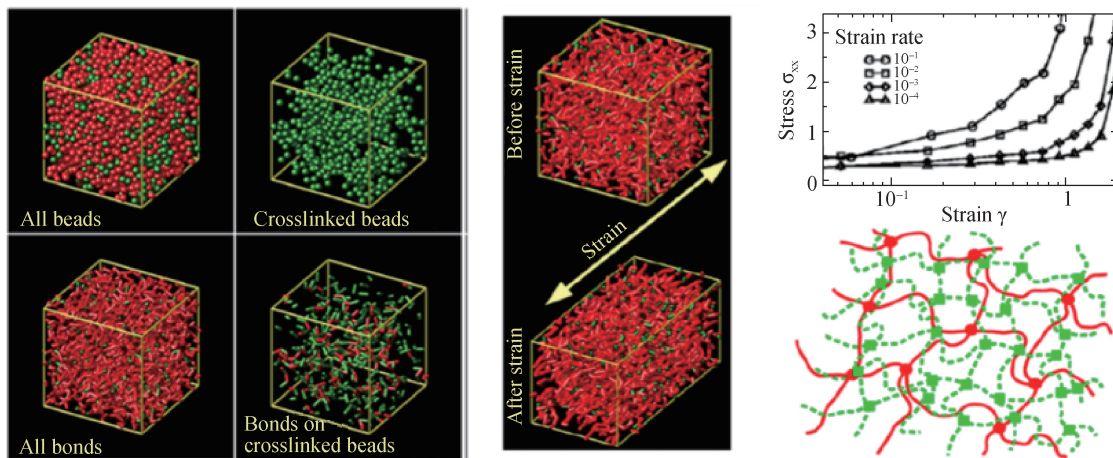 All beads
Crosslinked beads
All bonds
Bonds on
crosslinked beads
Before strain
Strain
After strain
Strain rate
10⁻¹
10⁻²
10⁻³
10⁻⁴
Stress σₓₓ
3
2
1
0
10⁻¹
1
Strain γ